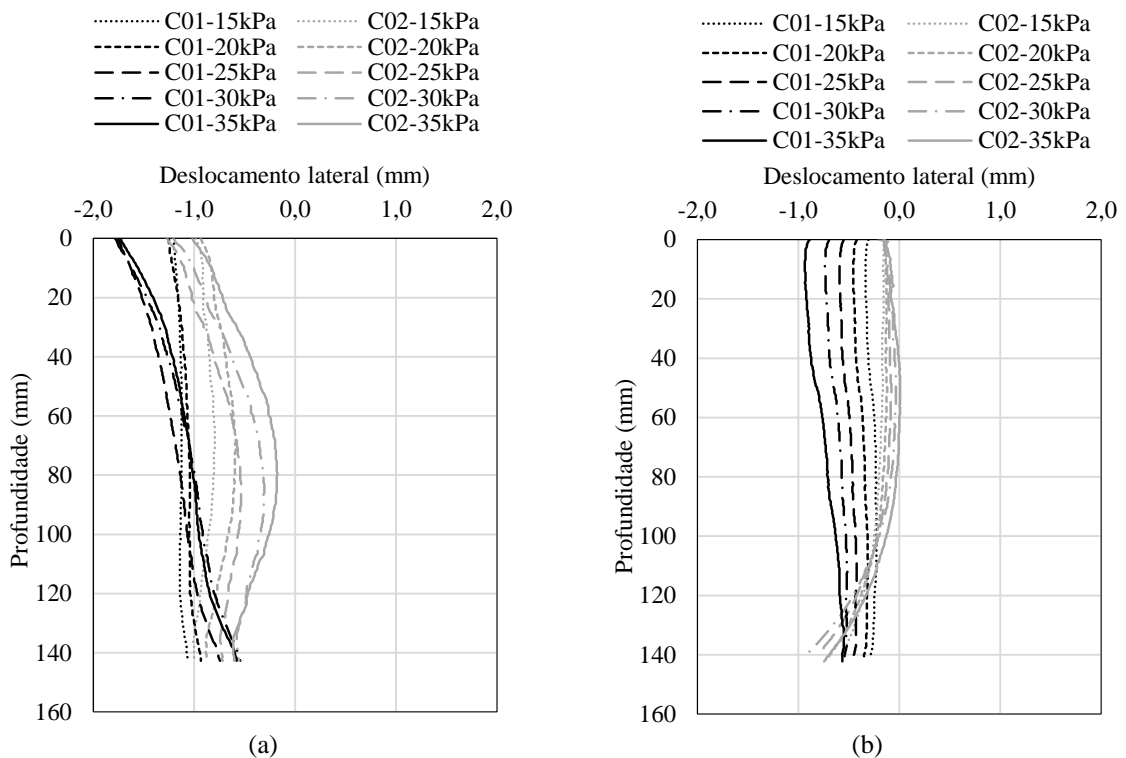 C01-15kPa C02-15kPa
C01-20kPa C02-20kPa
C01-25kPa C02-25kPa
C01-30kPa C02-30kPa
C01-35kPa C02-35kPa
Deslocamento lateral (mm)
-2,0 -1,0 0,0 1,0 2,0
0
20
40
60
80
100
120
140
160
Profundidade (mm)
(a)
C01-15kPa C02-15kPa
C01-20kPa C02-20kPa
C01-25kPa C02-25kPa
C01-30kPa C02-30kPa
C01-35kPa C02-35kPa
Deslocamento lateral (mm)
-2,0 -1,0 0,0 1,0 2,0
0
20
40
60
80
100
120
140
160
Profundidade (mm)
(b)